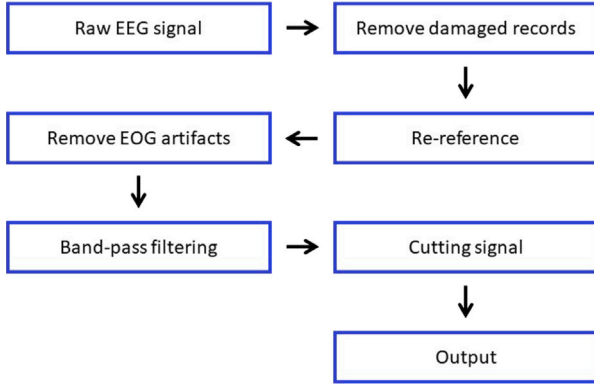 Raw EEG signal
Remove damaged records
Re-reference
Remove EOG artifacts
Band-pass filtering
Cutting signal
Output